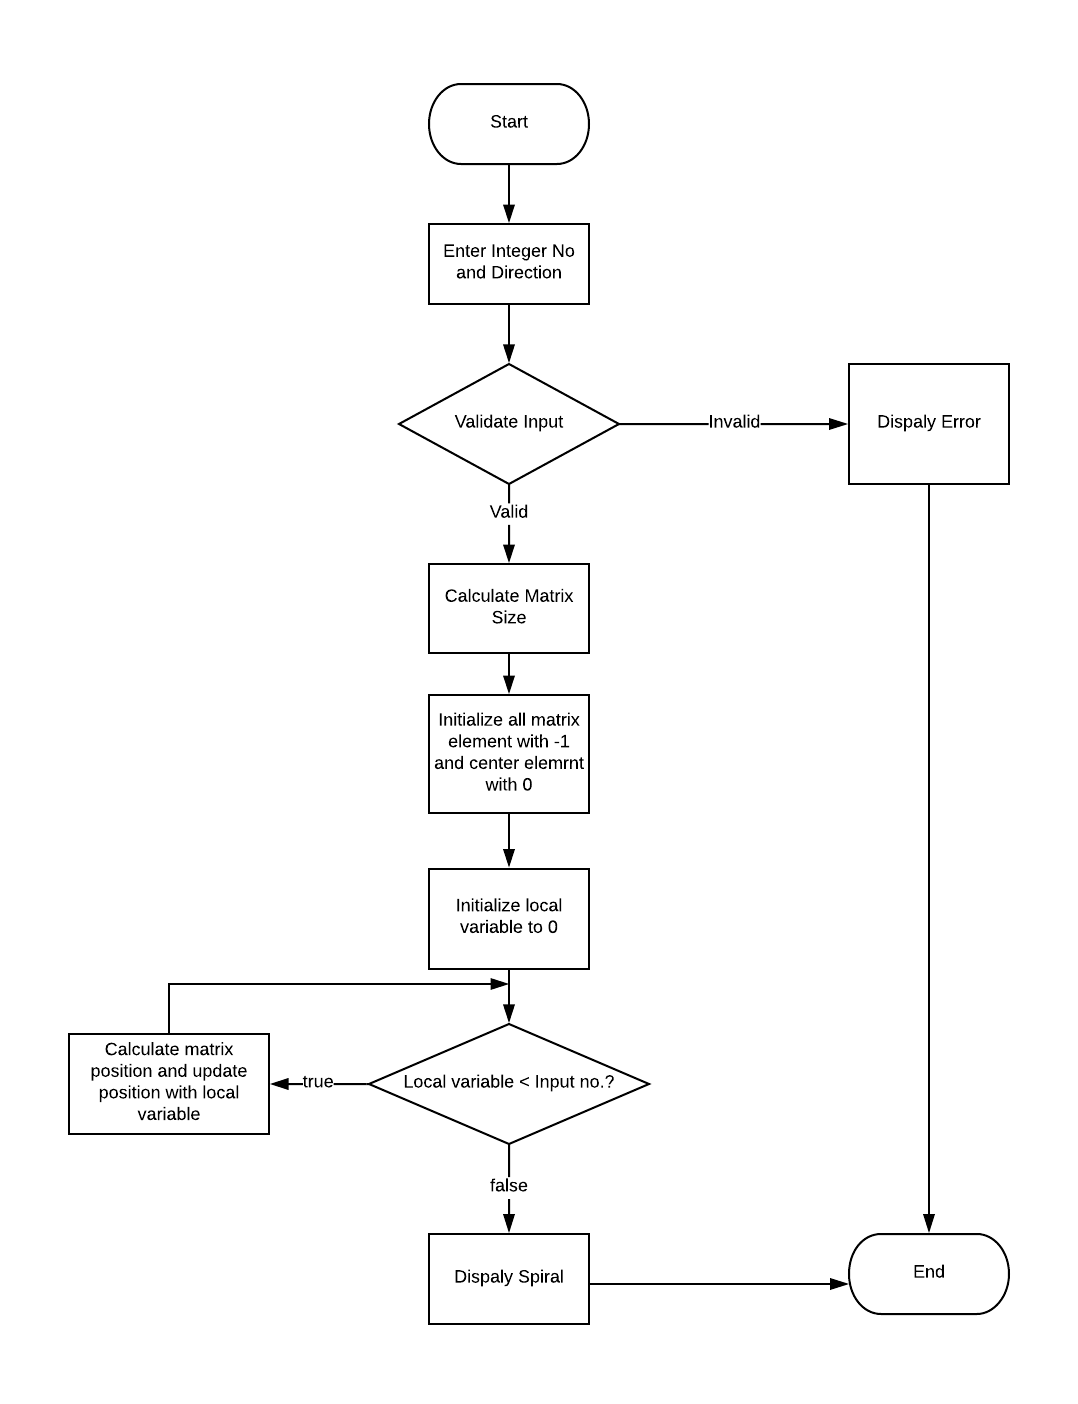 Start
Enter Integer No
and Direction
Validate Input
Invalid
Dispaly Error
Valid
Calculate Matrix
Size
Initialize all matrix
element with -1
and center elemrnt
with 0
Initialize local
variable to 0
Calculate matrix
position and update
position with local
variable
true
Local variable < Input no.?
false
Dispaly Spiral
End